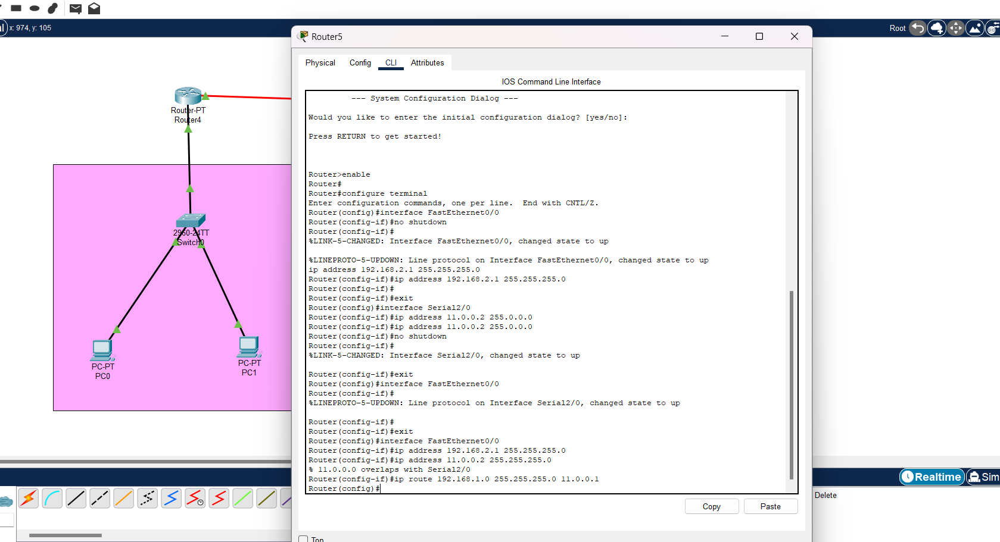 x: 974, y: 105
Root
Router5
Physical Config CLI Attributes
IOS Command Line Interface
--- System Configuration Dialog ---
Would you like to enter the initial configuration dialog? [yes/no]:
Press RETURN to get started!
Router>enable
Router#
Router#configure terminal
Enter configuration commands, one per line.  End with CNTL/Z.
Router(config)#interface FastEthernet0/0
Router(config-if)#no shutdown
Router(config-if)#
%LINK-5-CHANGED: Interface FastEthernet0/0, changed state to up
%LINEPROTO-5-UPDOWN: Line protocol on Interface FastEthernet0/0, changed state to up
ip address 192.168.2.1 255.255.255.0
Router(config-if)#ip address 192.168.2.1 255.255.255.0
Router(config-if)#
Router(config-if)#exit
Router(config)#interface Serial2/0
Router(config-if)#ip address 11.0.0.2 255.0.0.0
Router(config-if)#ip address 11.0.0.2 255.0.0.0
Router(config-if)#no shutdown
Router(config-if)#
%LINK-5-CHANGED: Interface Serial2/0, changed state to up
Router(config-if)#exit
Router(config)#interface FastEthernet0/0
Router(config-if)#
%LINEPROTO-5-UPDOWN: Line protocol on Interface Serial2/0, changed state to up
Router(config-if)#
Router(config-if)#exit
Router(config)#interface FastEthernet0/0
Router(config-if)#ip address 192.168.2.1 255.255.255.0
Router(config-if)#ip address 11.0.0.2 255.255.255.0
% 11.0.0.0 overlaps with Serial2/0
Router(config-if)#ip route 192.168.1.0 255.255.255.0 11.0.0.1
Router(config)#
Copy Paste
Top
Router-PT
Router4
2960-24TT
Switch0
PC-PT
PC0
PC-PT
PC1
Realtime
Sim
Delete